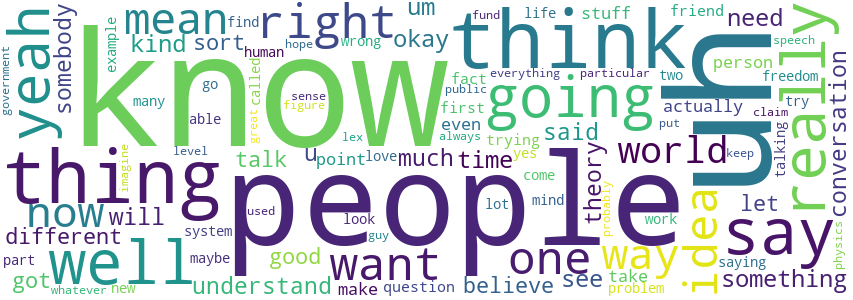 know
people
think
uh
thing
going
say
well
right
mean
yeah
really
want
one
way
idea
world
now
um
kind
sort
okay
find
life
stuff
friend
need
fund
hope
wrong
human
example
somebody
government
called
go
able
many
sense
figure
great
level
imagine
fact
public
first
even
everything
particular
two
person
freedom
speech
actually
try
claim
put
talking
keep
conversation
physics
said
trying
always
lex
yes
u
point
love
much
time
talk
theory
come
mind
lot
work
probably
will
different
system
used
look
guy
let
saying
something
part
maybe
good
got
whatever
new
understand
make
question
believe
see
take
problem